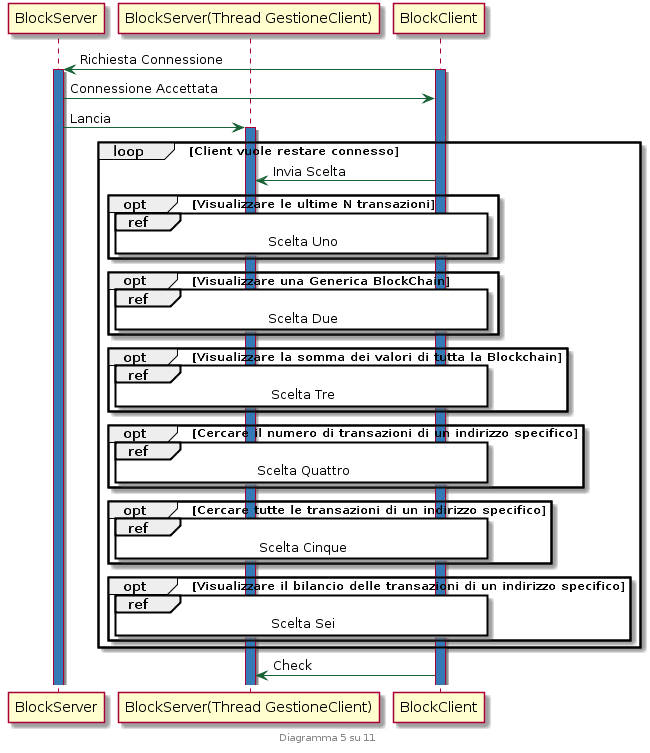 BlockServer BlockServer(Thread GestioneClient) BlockClient
Richiesta Connessione
Connessione Accettata
Lancia
loop [Client vuole restare connesso]
Invia Scelta
opt [Visualizzare le ultime N transazioni]
ref
Scelta Uno
opt [Visualizzare una Generica BlockChain]
ref
Scelta Due
opt [Visualizzare la somma dei valori di tutta la Blockchain]
ref
Scelta Tre
opt [Cercare il numero di transazioni di un indirizzo specifico]
ref
Scelta Quattro
opt [Cercare tutte le transazioni di un indirizzo specifico]
ref
Scelta Cinque
opt [Visualizzare il bilancio delle transazioni di un indirizzo specifico]
ref
Scelta Sei
Check
BlockServer BlockServer(Thread GestioneClient) BlockClient
Diagramma 5 su 11